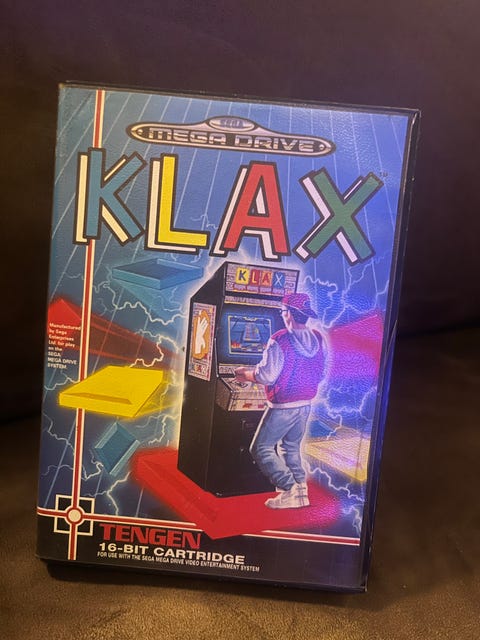 SEGA
MEGA DRIVE
KLAX
TM
KLAX
Manufactured
by Sega
Enterprises
Ltd. for play
on the
SEGA
MEGA DRIVE
SYSTEM.
TENGEN
16-BIT CARTRIDGE
FOR USE WITH THE SEGA MEGA DRIVE VIDEO ENTERTAINMENT SYSTEM